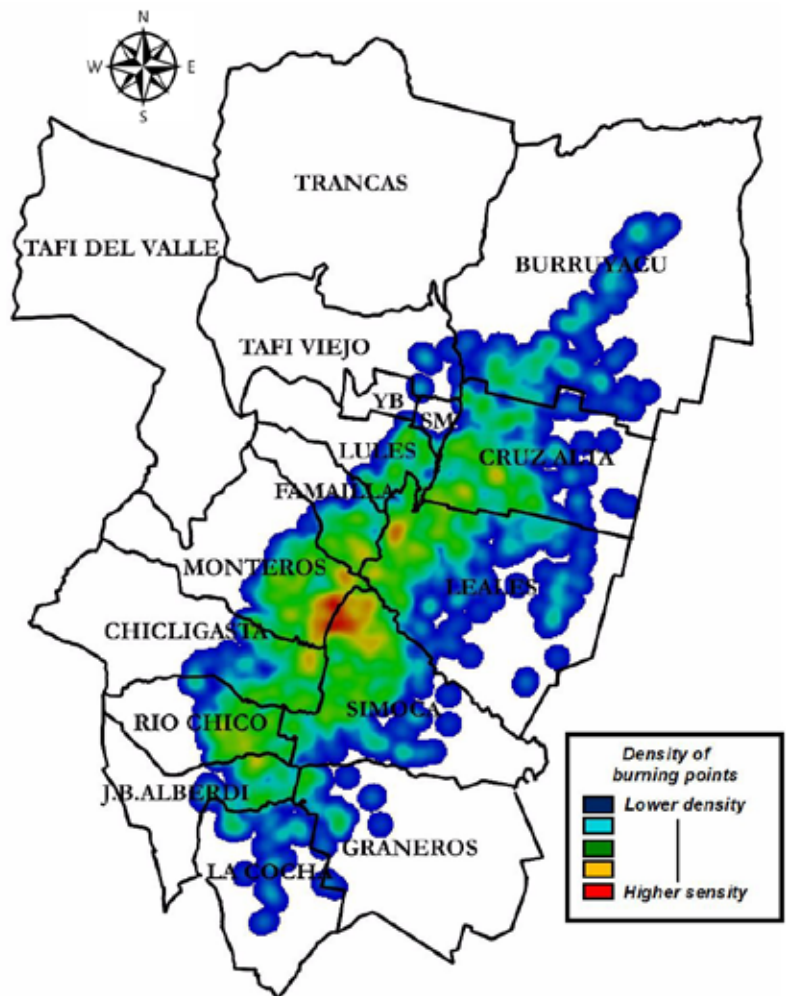 N
W E
S
TRANCAS
TAFI DEL VALLE
BURRUYACU
TAFI VIEJO
YB
SM
LULES
CRUZ ALTA
FAMAILLA
MONTEROS
LEALES
CHICLIGASTA
RIO CHICO
SIMOCA
J.B.ALBERDI
GRANEROS
LA COCHA
Density of
burning points
Lower density
Higher sensity